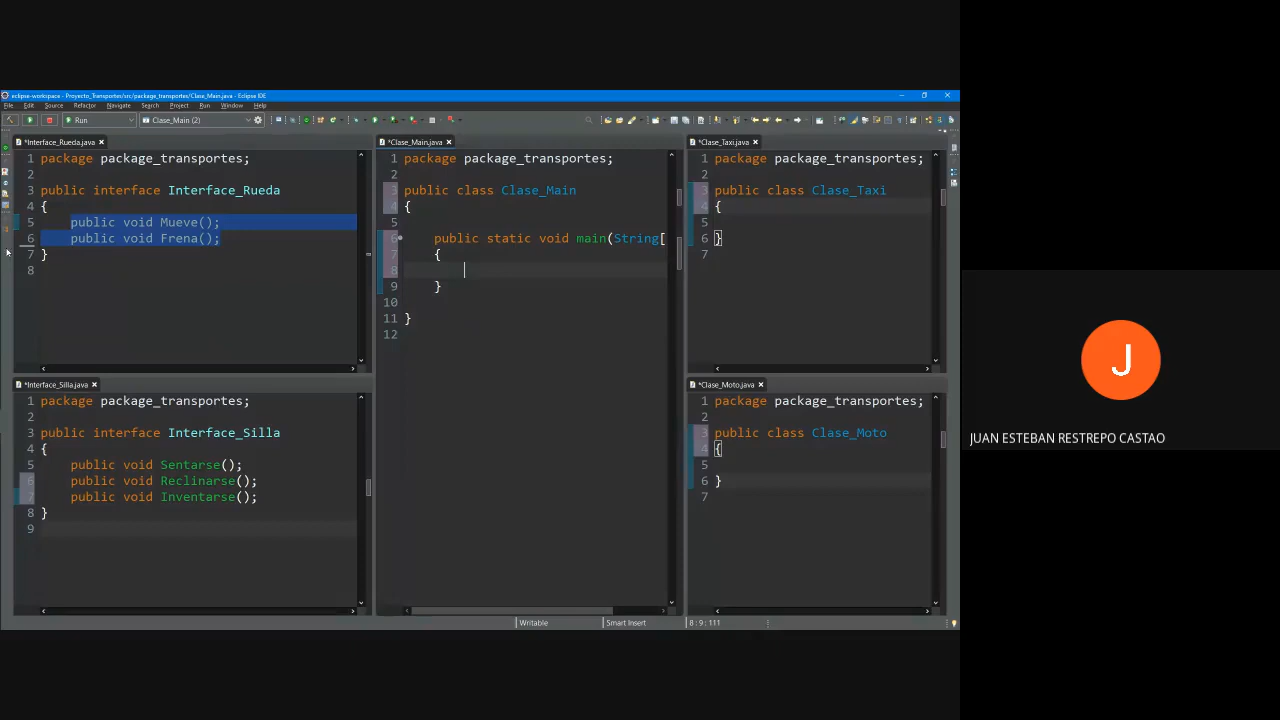 eclipse-workspace - Proyecto_Transportes/src/package_transportes/Clase_Main.java - Eclipse IDE
File Edit Source Refactor Navigate Search Project Run Window Help
Run
Clase_Main (2)
*Interface_Rueda.java
1 package package_transportes;
2
3 public interface Interface_Rueda
4 {
5 public void Mueve();
6 public void Frena();
7 }
8
*Interface_Silla.java
1 package package_transportes;
2
3 public interface Interface_Silla
4 {
5 public void Sentarse();
6 public void Reclinarse();
7 public void Inventarse();
8 }
9
*Clase_Main.java
1 package package_transportes;
2
3 public class Clase_Main
4 {
5
6 public static void main(String[
7 {
8
9 }
10
11 }
12
*Clase_Taxi.java
1 package package_transportes;
2
3 public class Clase_Taxi
4 {
5
6 }
7
*Clase_Moto.java
1 package package_transportes;
2
3 public class Clase_Moto
4 {
5
6 }
7
Writable
Smart Insert
8 : 9 : 111
J
JUAN ESTEBAN RESTREPO CASTAO